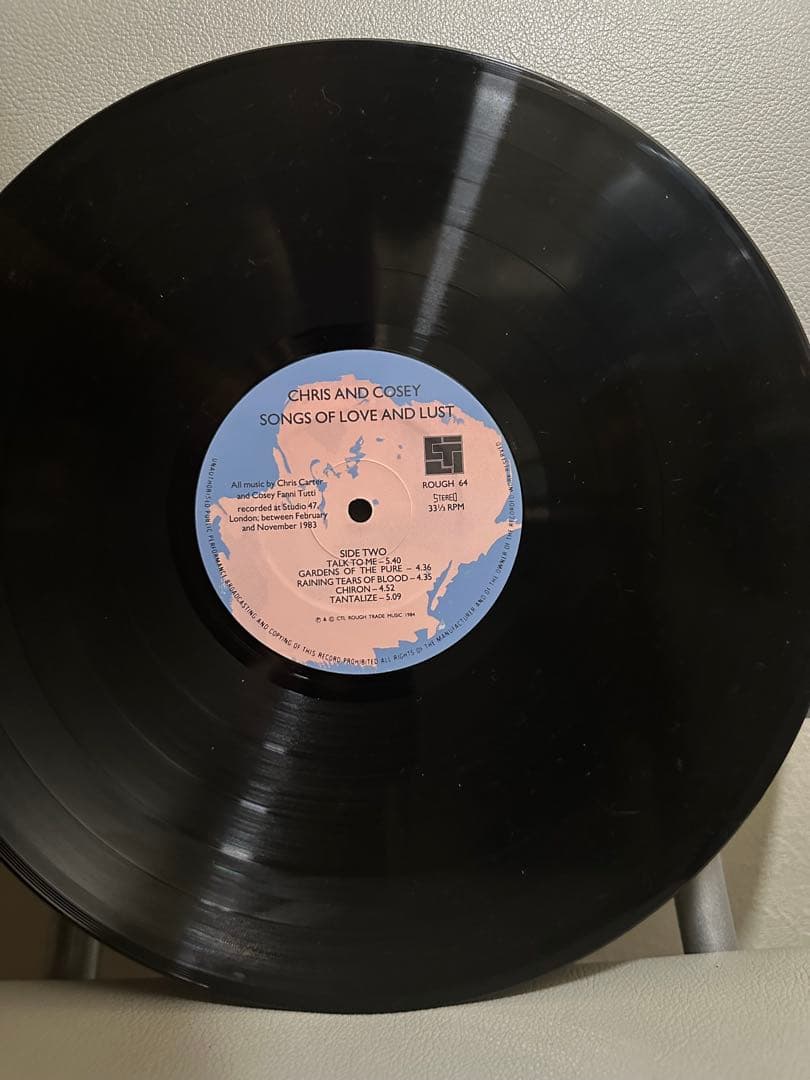 CHRIS AND COSEY
SONGS OF LOVE AND LUST
CTI
ROUGH 64
STEREO
33⅓ RPM
All music by Chris Carter
and Cosey Fanni Tutti
recorded at Studio 47,
London; between February
and November 1983
SIDE TWO
TALK TO ME – 5.40
GARDENS OF THE PURE – 4.36
RAINING TEARS OF BLOOD – 4.35
CHIRON – 4.52
TANTALIZE – 5.09
℗ & © CTI. ROUGH TRADE MUSIC 1984
UNAUTHORISED PUBLIC PERFORMANCE, BROADCASTING AND COPYING OF THIS RECORD PROHIBITED ALL RIGHTS OF THE MANUFACTURER AND OF THE OWNER OF THE RECORDED WORK RESERVED